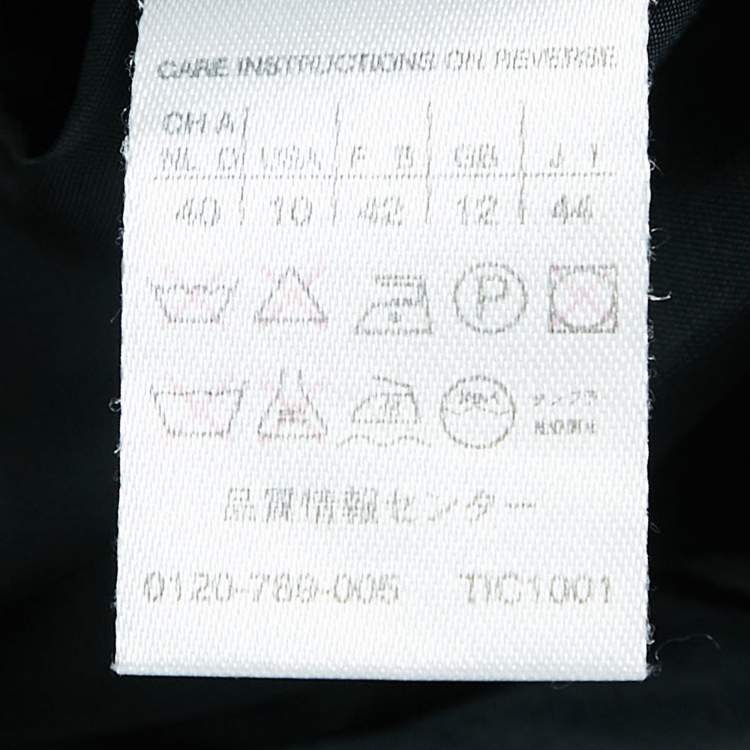 CARE INSTRUCTIONS ON REVERSE
CH A
NL D USA F B GB J I
40 10 42 12 44
P
品質情報センター
0120-789-005 TIC1001